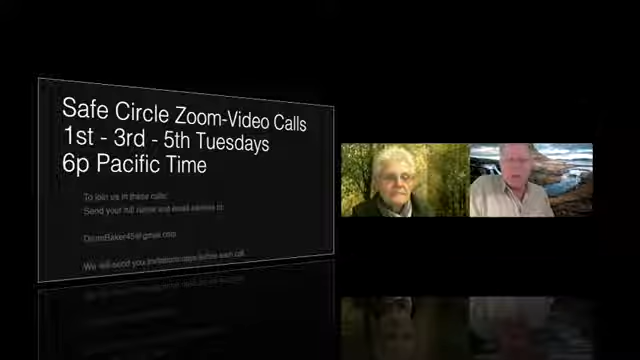 Safe Circle Zoom-Video Calls
1st - 3rd - 5th Tuesdays
6p Pacific Time
To join us in these calls:
Send your full name and email address to:
We will send you invitations days before each call.